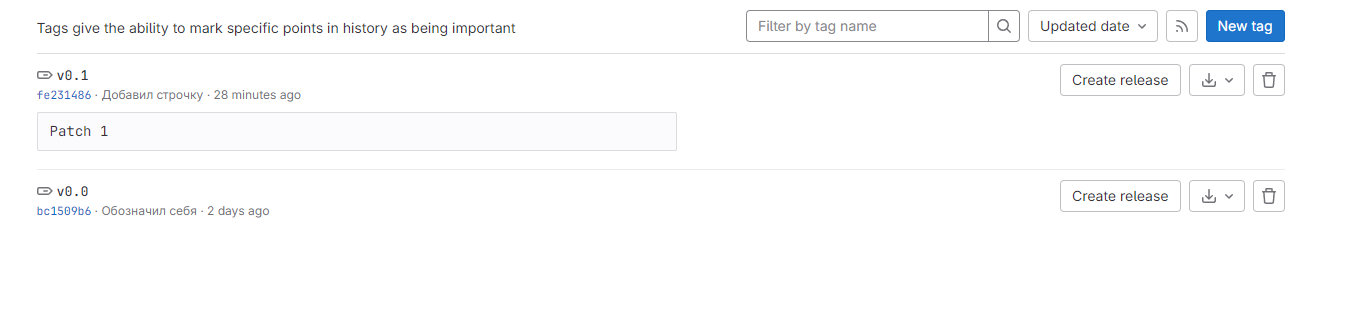 Tags give the ability to mark specific points in history as being important
Filter by tag name
Updated date
New tag
v0.1
Create release
fe231486 · Добавил строчку · 28 minutes ago
Patch 1
v0.0
Create release
bc1509b6 · Обозначил себя · 2 days ago